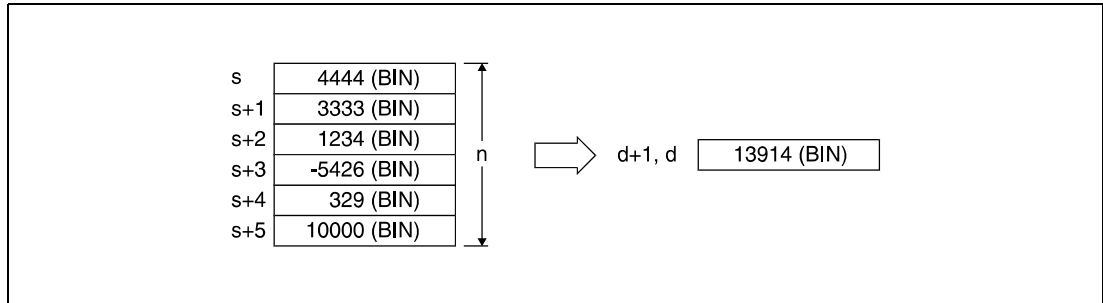 s 4444 (BIN)
s+1 3333 (BIN)
s+2 1234 (BIN)
s+3 -5426 (BIN)
s+4 329 (BIN)
s+5 10000 (BIN)
n
d+1, d 13914 (BIN)